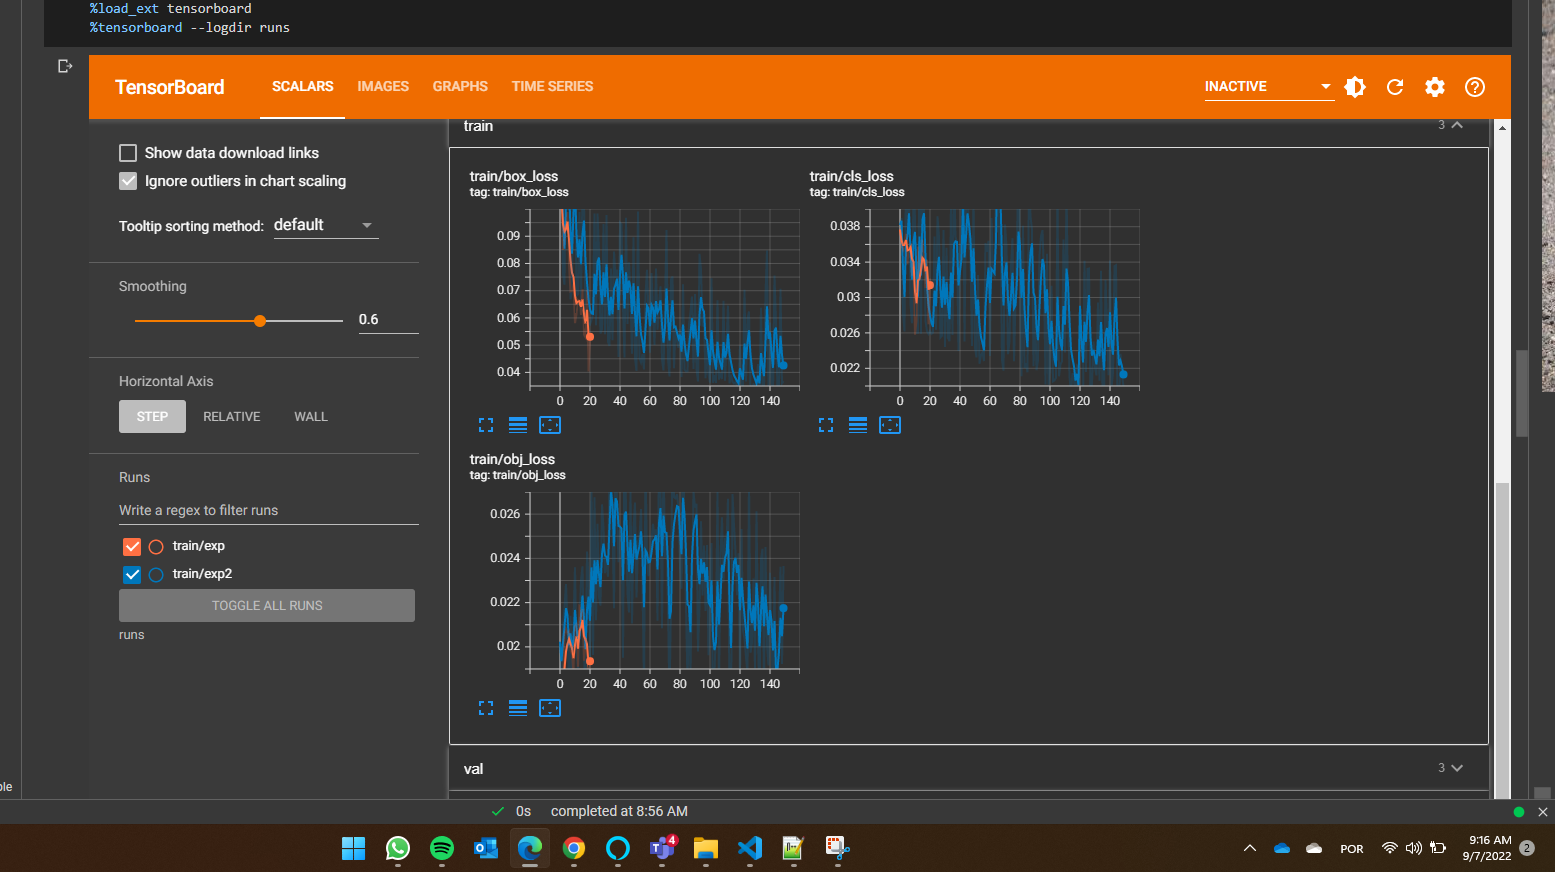 %load_ext tensorboard
%tensorboard --logdir runs
TensorBoard
SCALARS
IMAGES
GRAPHS
TIME SERIES
INACTIVE
Show data download links
Ignore outliers in chart scaling
Tooltip sorting method: default
Smoothing
0.6
Horizontal Axis
STEP
RELATIVE
WALL
Runs
Write a regex to filter runs
train/exp
train/exp2
TOGGLE ALL RUNS
runs
train
3
train/box_loss
tag: train/box_loss
0.09
0.08
0.07
0.06
0.05
0.04
0 20 40 60 80 100 120 140
train/cls_loss
tag: train/cls_loss
0.038
0.034
0.03
0.026
0.022
0 20 40 60 80 100 120 140
train/obj_loss
tag: train/obj_loss
0.026
0.024
0.022
0.02
0 20 40 60 80 100 120 140
val
3
ole
0s completed at 8:56 AM
4
POR
9:16 AM
9/7/2022
2